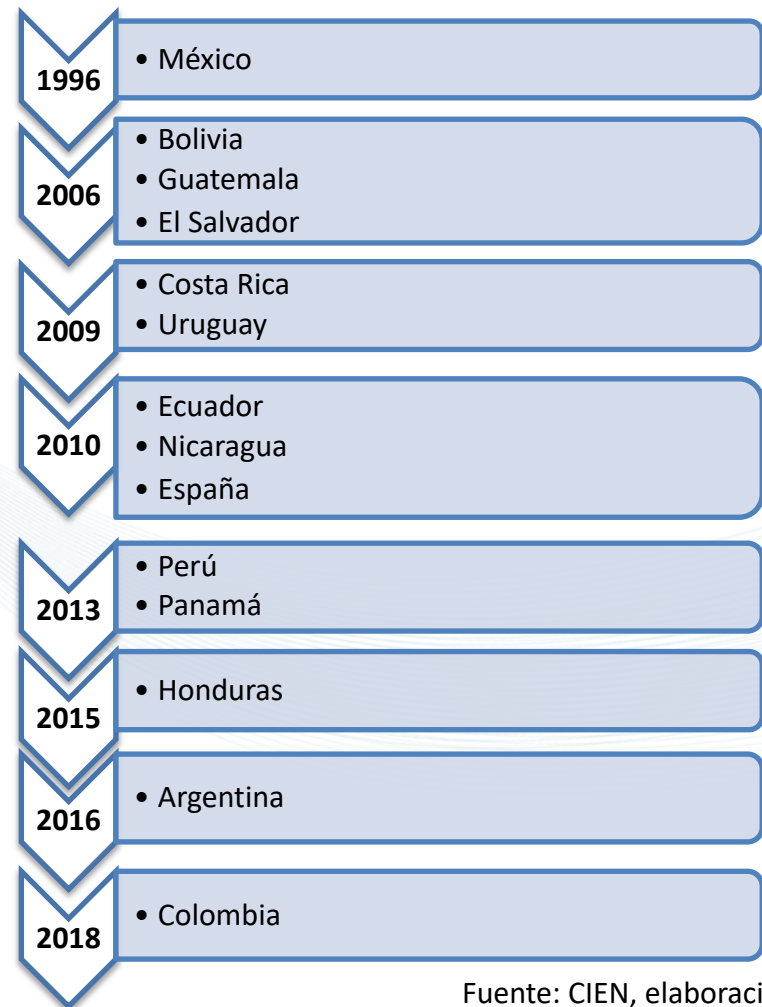 1996
• México
2006
• Bolivia
• Guatemala
• El Salvador
2009
• Costa Rica
• Uruguay
2010
• Ecuador
• Nicaragua
• España
2013
• Perú
• Panamá
2015
• Honduras
2016
• Argentina
2018
• Colombia
Fuente: CIEN, elaboraci